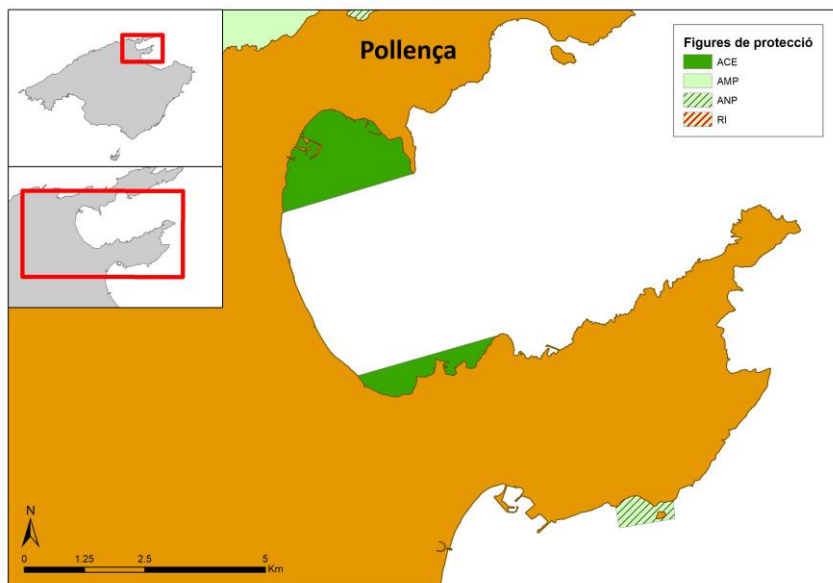 Pollença
Figures de protecció
ACE
AMP
ANP
RI
N
0 1.25 2.5 5
Km